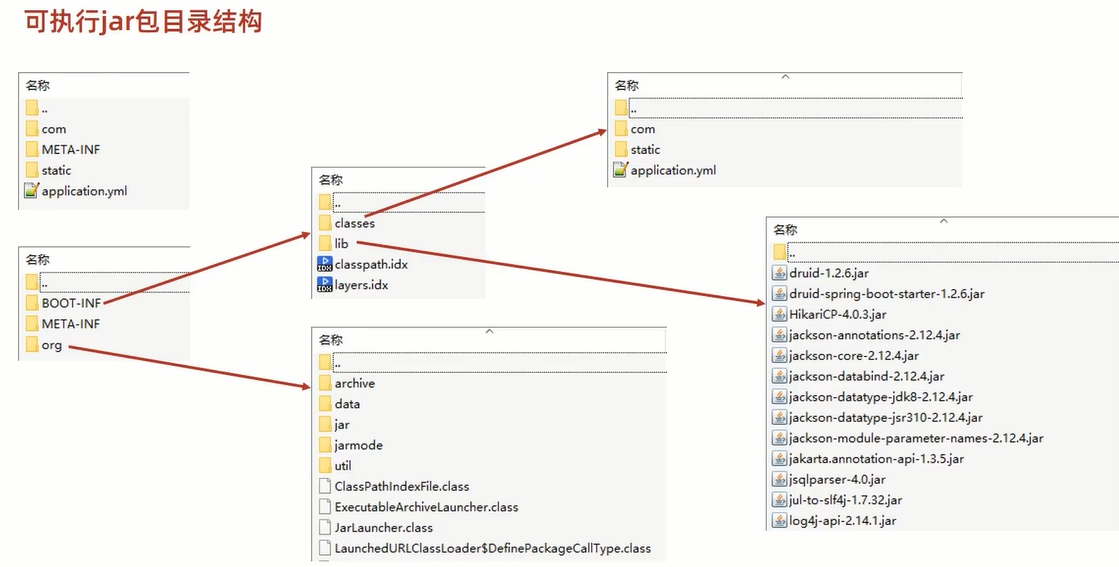 可执行jar包目录结构
名称
..
com
META-INF
static
application.yml
名称
..
BOOT-INF
META-INF
org
名称
..
classes
lib
classpath.idx
layers.idx
名称
..
archive
data
jar
jarmode
util
ClassPathIndexFile.class
ExecutableArchiveLauncher.class
JarLauncher.class
LaunchedURLClassLoader$DefinePackageCallType.class
名称
..
com
static
application.yml
名称
..
druid-1.2.6.jar
druid-spring-boot-starter-1.2.6.jar
HikariCP-4.0.3.jar
jackson-annotations-2.12.4.jar
jackson-core-2.12.4.jar
jackson-databind-2.12.4.jar
jackson-datatype-jdk8-2.12.4.jar
jackson-datatype-jsr310-2.12.4.jar
jackson-module-parameter-names-2.12.4.jar
jakarta.annotation-api-1.3.5.jar
jsqlparser-4.0.jar
jul-to-slf4j-1.7.32.jar
log4j-api-2.14.1.jar